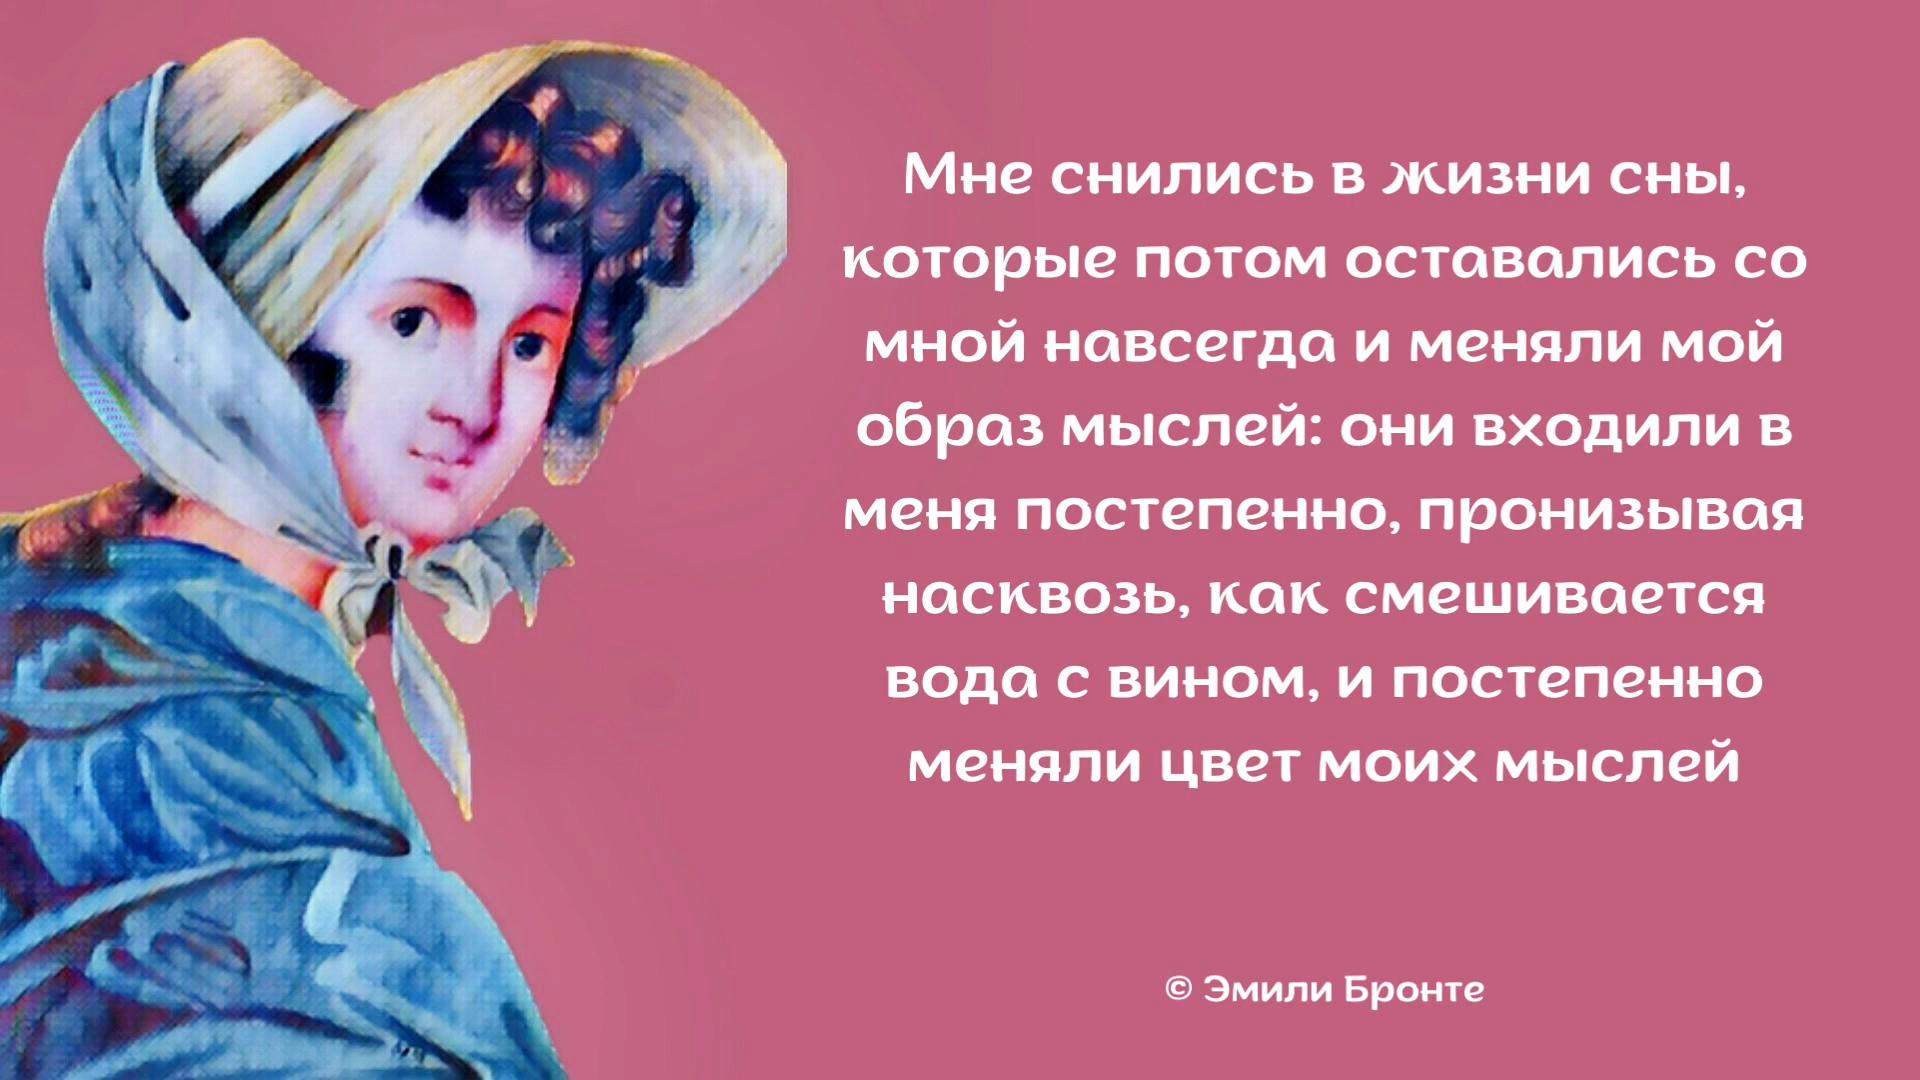 Мне снились в жизни сны,
которые потом оставались со
мной навсегда и меняли мой
образ мыслей: они входили в
меня постепенно, пронизывая
насквозь, как смешивается
вода с вином, и постепенно
меняли цвет моих мыслей
© Эмили Бронте